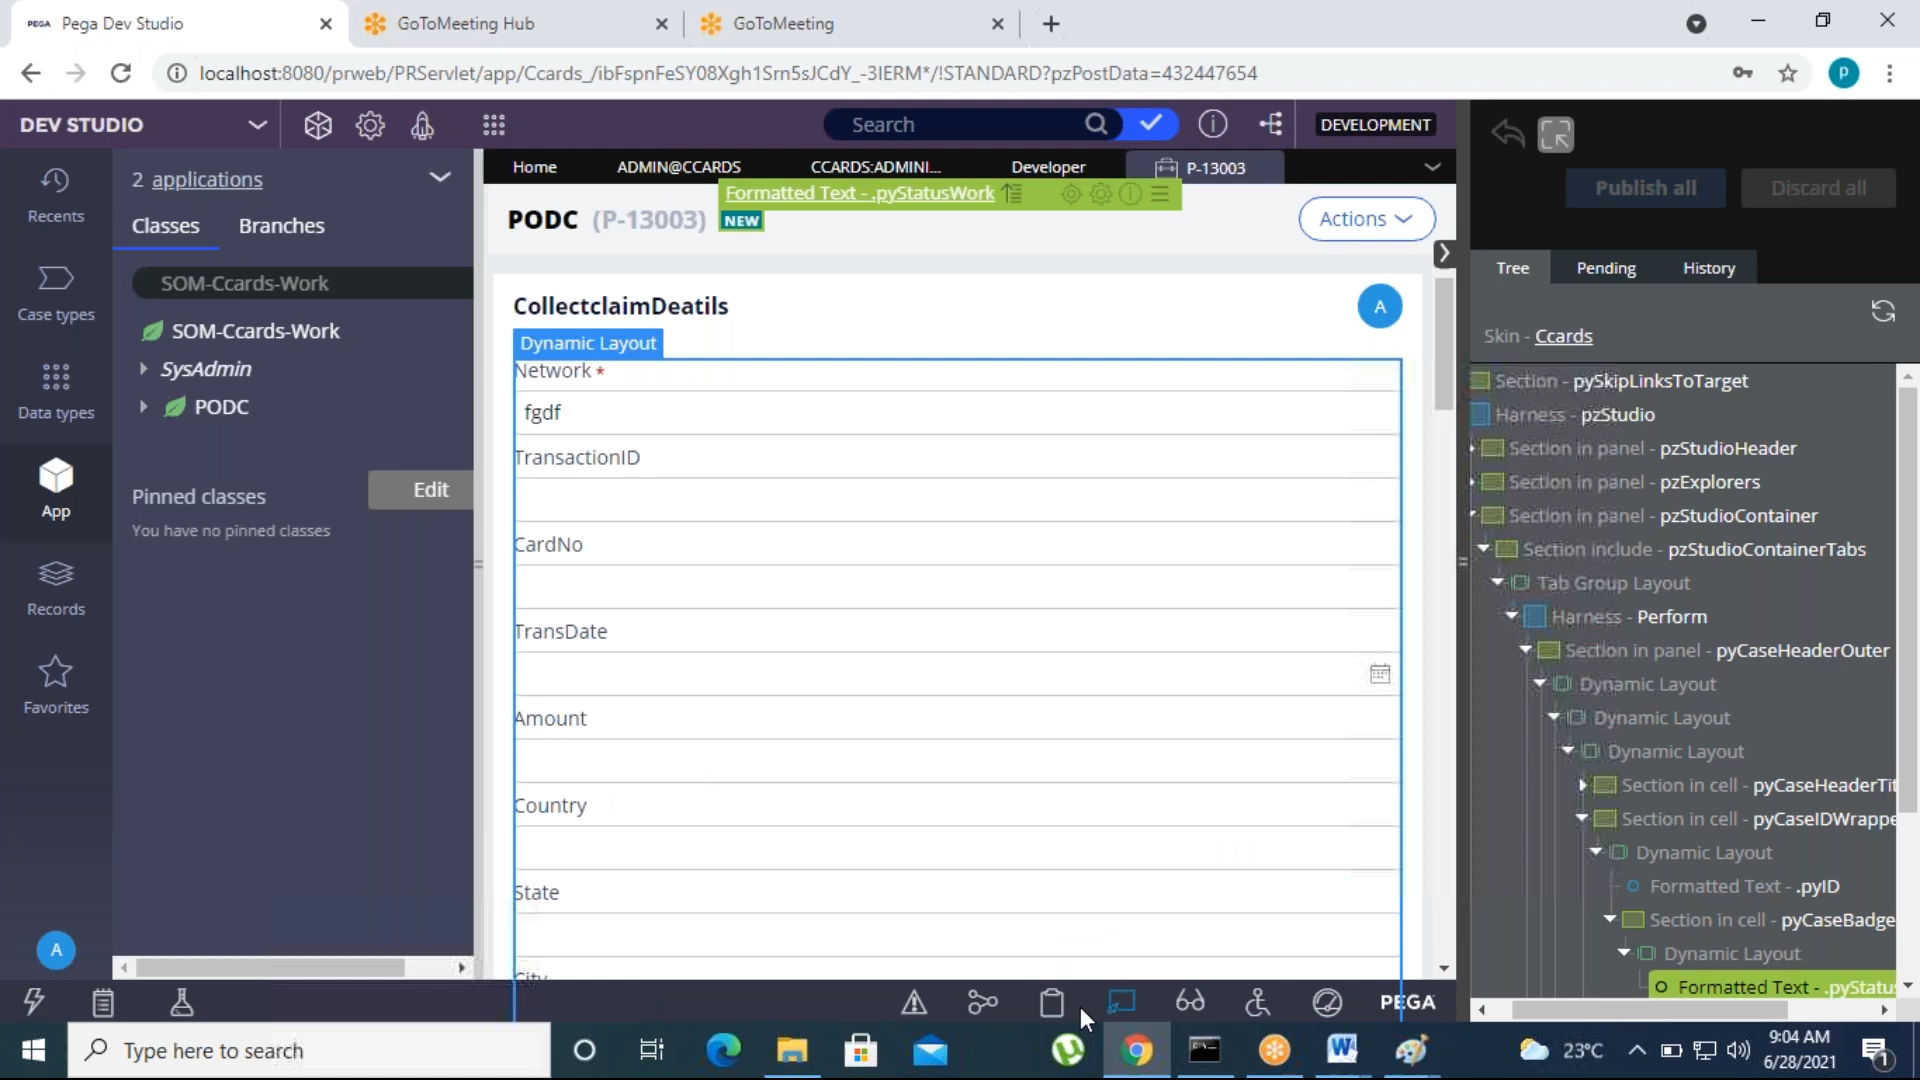 PEGA Pega Dev Studio
GoToMeeting Hub
GoToMeeting
localhost:8080/prweb/PRServlet/app/Ccards_/ibFspnFeSY08Xgh1Srn5sJCdY_-3IERM*/!STANDARD?pzPostData=432447654
P
DEV STUDIO
Search
DEVELOPMENT
Publish all
Discard all
Recents
Case types
Data types
App
Records
Favorites
A
2 applications
Classes
Branches
SOM-Ccards-Work
SOM-Ccards-Work
SysAdmin
PODC
Pinned classes
Edit
You have no pinned classes
Home
ADMIN@CCARDS
CCARDS:ADMINI...
Developer
P-13003
Formatted Text - .pyStatusWork
PODC (P-13003) NEW
Actions
CollectclaimDeatils
A
Dynamic Layout
Network *
fgdf
TransactionID
CardNo
TransDate
Amount
Country
State
City
Tree
Pending
History
Skin - Ccards
Section - pySkipLinksToTarget
Harness - pzStudio
Section in panel - pzStudioHeader
Section in panel - pzExplorers
Section in panel - pzStudioContainer
Section include - pzStudioContainerTabs
Tab Group Layout
Harness - Perform
Section in panel - pyCaseHeaderOuter
Dynamic Layout
Dynamic Layout
Dynamic Layout
Section in cell - pyCaseHeaderTit
Section in cell - pyCaseIDWrappe
Dynamic Layout
Formatted Text - .pyID
Section in cell - pyCaseBadge
Dynamic Layout
Formatted Text - .pyStatus
PEGA
Type here to search
23°C
9:04 AM
6/28/2021
1